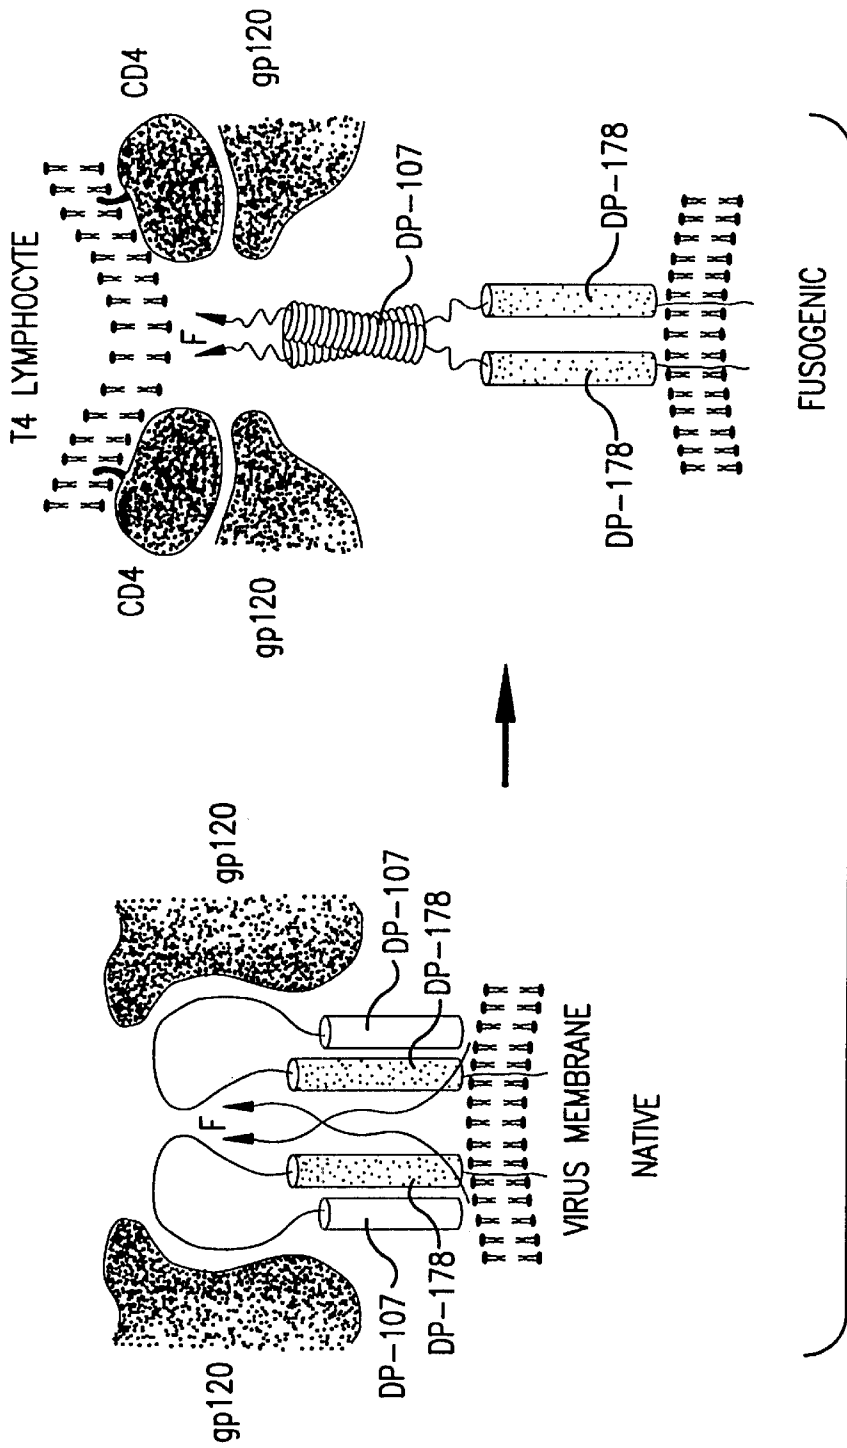 gp120
gp120
F
DP-107
DP-178
DP-107
DP-178
VIRUS MEMBRANE
NATIVE
T4 LYMPHOCYTE
CD4
CD4
gp120
gp120
F
DP-107
DP-178
DP-178
FUSOGENIC